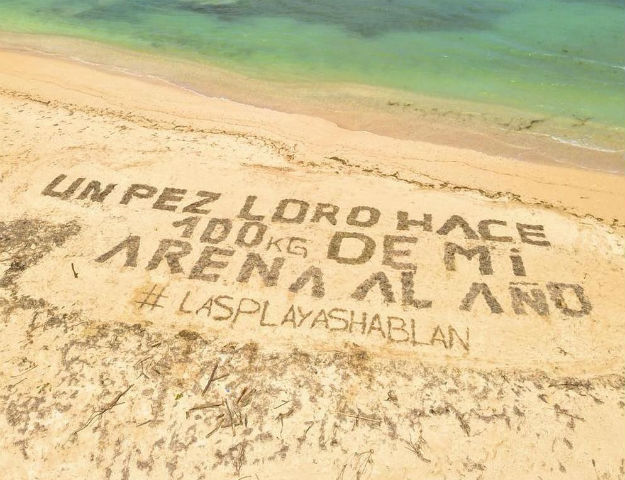 UN PEZ LORO HACE
100KG DE MI
ARENA AL AÑO
#LASPLAYASHABLAN